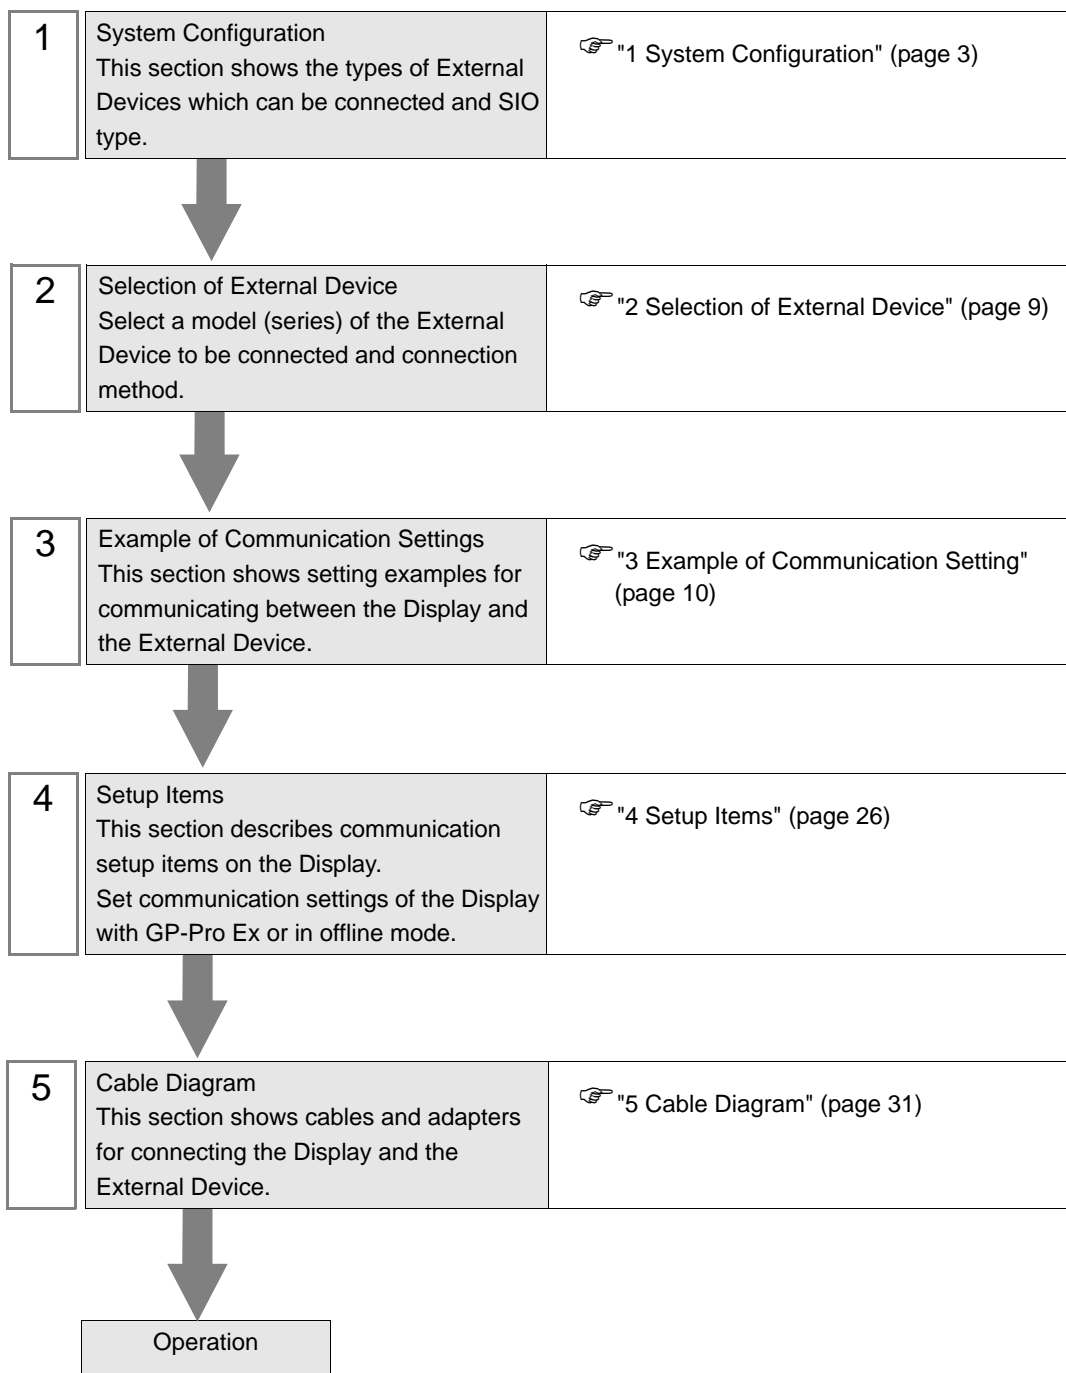 1
System Configuration
This section shows the types of External
Devices which can be connected and SIO
type.
"1 System Configuration" (page 3)
2
Selection of External Device
Select a model (series) of the External
Device to be connected and connection
method.
"2 Selection of External Device" (page 9)
3
Example of Communication Settings
This section shows setting examples for
communicating between the Display and
the External Device.
"3 Example of Communication Setting"
(page 10)
4
Setup Items
This section describes communication
setup items on the Display.
Set communication settings of the Display
with GP-Pro Ex or in offline mode.
"4 Setup Items" (page 26)
5
Cable Diagram
This section shows cables and adapters
for connecting the Display and the
External Device.
"5 Cable Diagram" (page 31)
Operation